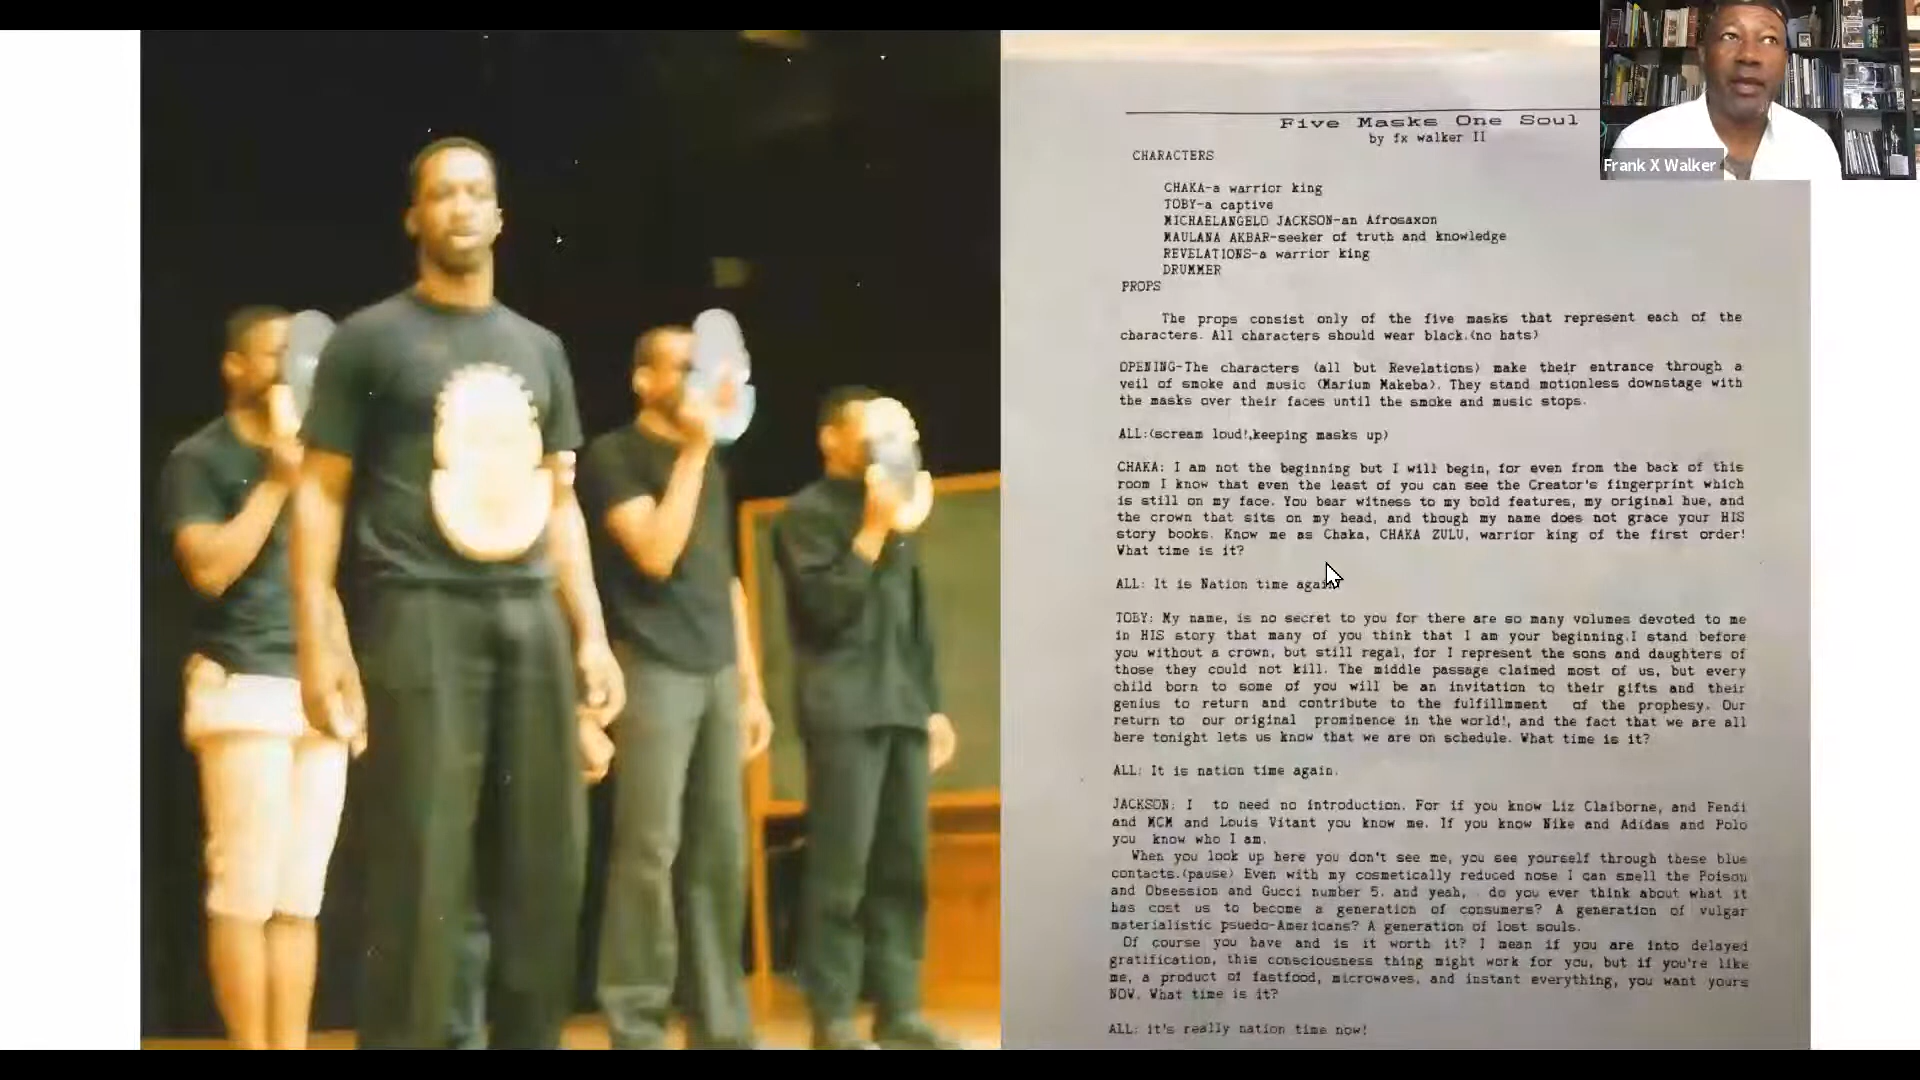 Five Masks One Soul
by fx walker II
CHARACTERS
CHAKA-a warrior king
TOBY-a captive
MICHAELANGELO JACKSON-an Afrosaxon
MAULANA AKBAR-seeker of truth and knowledge
REVELATIONS-a warrior king
DRUMMER
PROPS
The props consist only of the five masks that represent each of the
characters. All characters should wear black.(no hats)
OPENING-The characters (all but Revelations) make their entrance through a
veil of smoke and music (Marium Makeba). They stand motionless downstage with
the masks over their faces until the smoke and music stops.
ALL:(scream loud!,keeping masks up)
CHAKA: I am not the beginning but I will begin, for even from the back of this
room I know that even the least of you can see the Creator's fingerprint which
is still on my face. You bear witness to my bold features, my original hue, and
the crown that sits on my head, and though my name does not grace your HIS
story books. Know me as Chaka, CHAKA ZULU, warrior king of the first order!
What time is it?
ALL: It is Nation time again
TOBY: My name, is no secret to you for there are so many volumes devoted to me
in HIS story that many of you think that I am your beginning.I stand before
you without a crown, but still regal, for I represent the sons and daughters of
those they could not kill. The middle passage claimed most of us, but every
child born to some of you will be an invitation to their gifts and their
genius to return and contribute to the fulfillmment of the prophesy. Our
return to our original prominence in the world!, and the fact that we are all
here tonight lets us know that we are on schedule. What time is it?
ALL: It is nation time again.
JACKSON: I to need no introduction. For if you know Liz Claiborne, and Fendi
and MCM and Louis Vitant you know me. If you know Nike and Adidas and Polo
you know who I am.
When you look up here you don't see me, you see yourself through these blue
contacts.(pause) Even with my cosmetically reduced nose I can smell the Poison
and Obsession and Gucci number 5. and yeah, do you ever think about what it
has cost us to become a generation of consumers? A generation of vulgar
materialistic psuedo-Americans? A generation of lost souls.
Of course you have and is it worth it? I mean if you are into delayed
gratification, this consciousness thing might work for you, but if you're like
me, a product of fastfood, microwaves, and instant everything, you want yours
NOW. What time is it?
ALL: it's really nation time now!
Frank X Walker